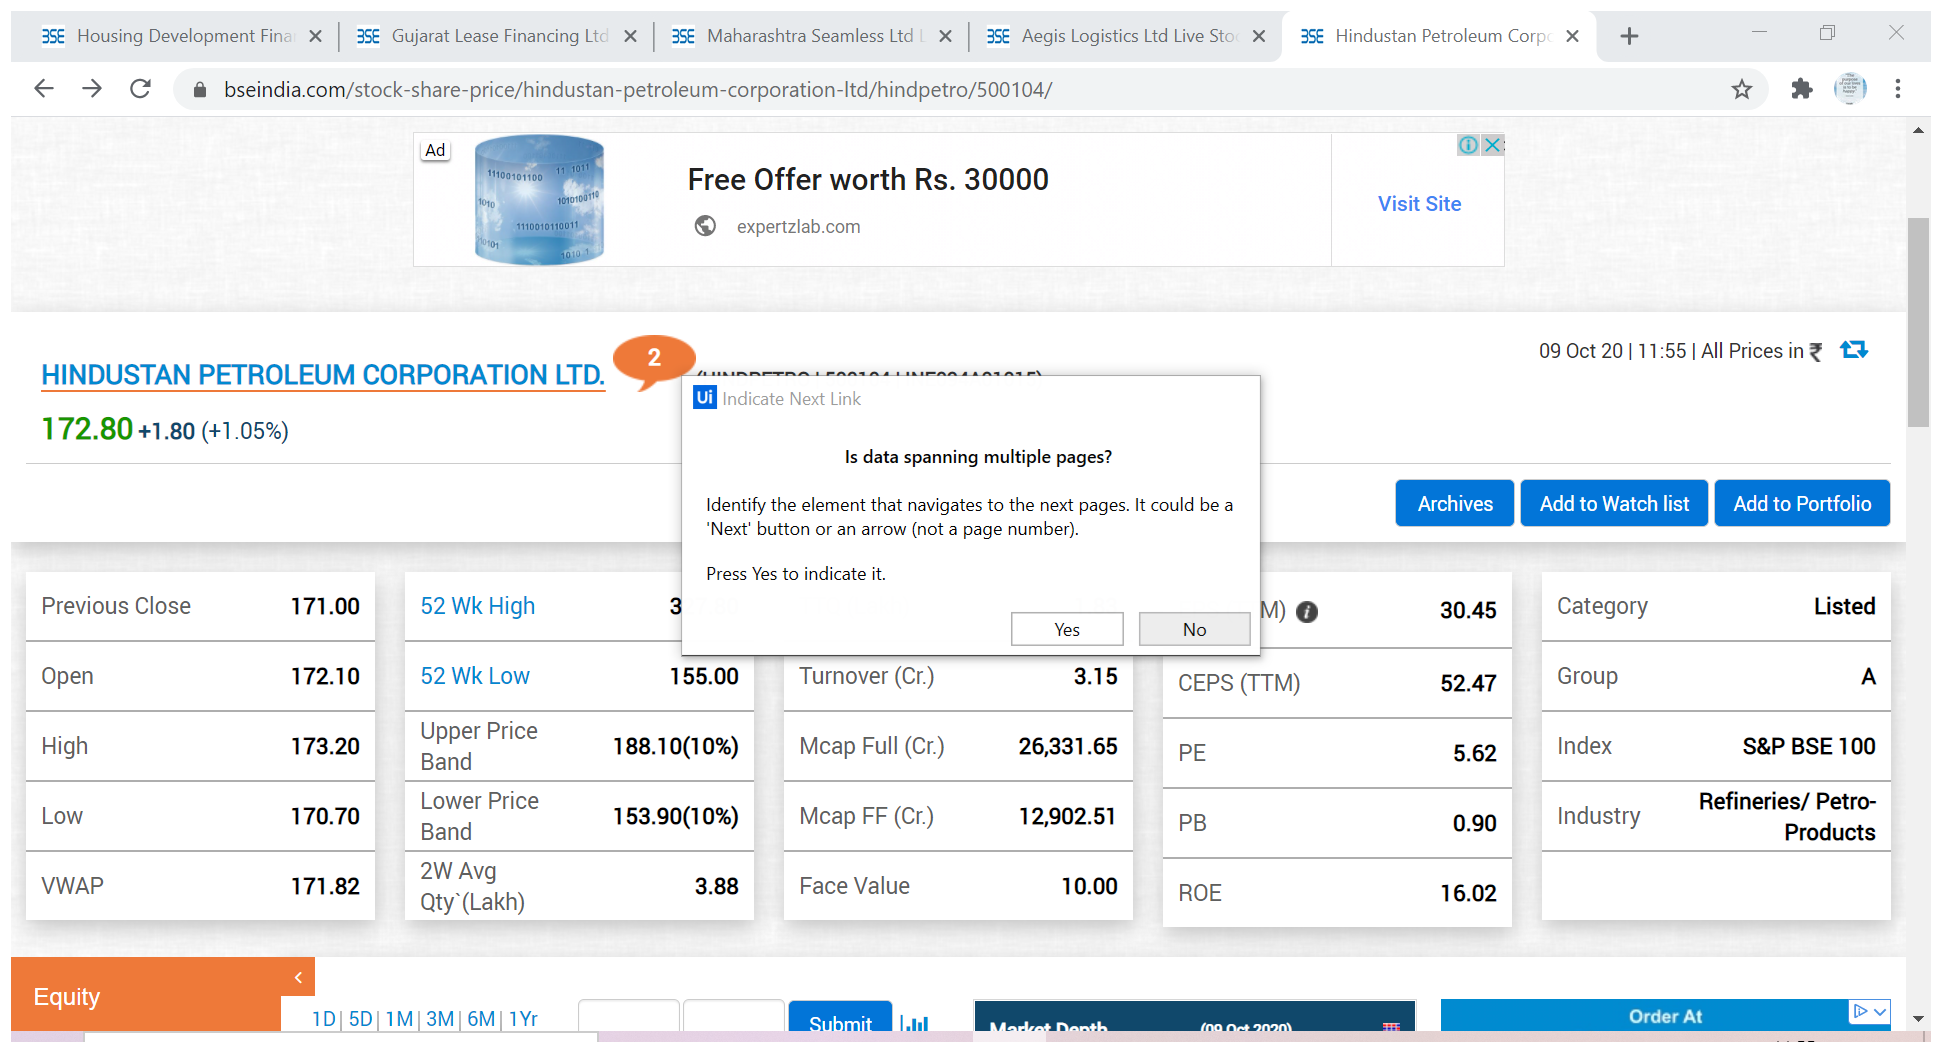 Housing Development Fina
Gujarat Lease Financing Ltd
Maharashtra Seamless Ltd L
Aegis Logistics Ltd Live Sto
Hindustan Petroleum Corpo
bseindia.com/stock-share-price/hindustan-petroleum-corporation-ltd/hindpetro/500104/
Ad
Free Offer worth Rs. 30000
expertzlab.com
Visit Site
09 Oct 20 | 11:55 | All Prices in ₹
HINDUSTAN PETROLEUM CORPORATION LTD.
2
172.80 +1.80 (+1.05%)
Ui Indicate Next Link
Is data spanning multiple pages?
Identify the element that navigates to the next pages. It could be a
'Next' button or an arrow (not a page number).
Press Yes to indicate it.
Yes
No
Archives
Add to Watch list
Add to Portfolio
Previous Close 171.00
Open 172.10
High 173.20
Low 170.70
VWAP 171.82
52 Wk High 3
52 Wk Low 155.00
Upper Price
Band 188.10(10%)
Lower Price
Band 153.90(10%)
2W Avg
Qty`(Lakh) 3.88
Turnover (Cr.) 3.15
Mcap Full (Cr.) 26,331.65
Mcap FF (Cr.) 12,902.51
Face Value 10.00
M) i 30.45
CEPS (TTM) 52.47
PE 5.62
PB 0.90
ROE 16.02
Category Listed
Group A
Index S&P BSE 100
Industry Refineries/ Petro-
Products
Equity
1D | 5D | 1M | 3M | 6M | 1Yr
Submit
Market Depth (09 Oct 2020)
Order At